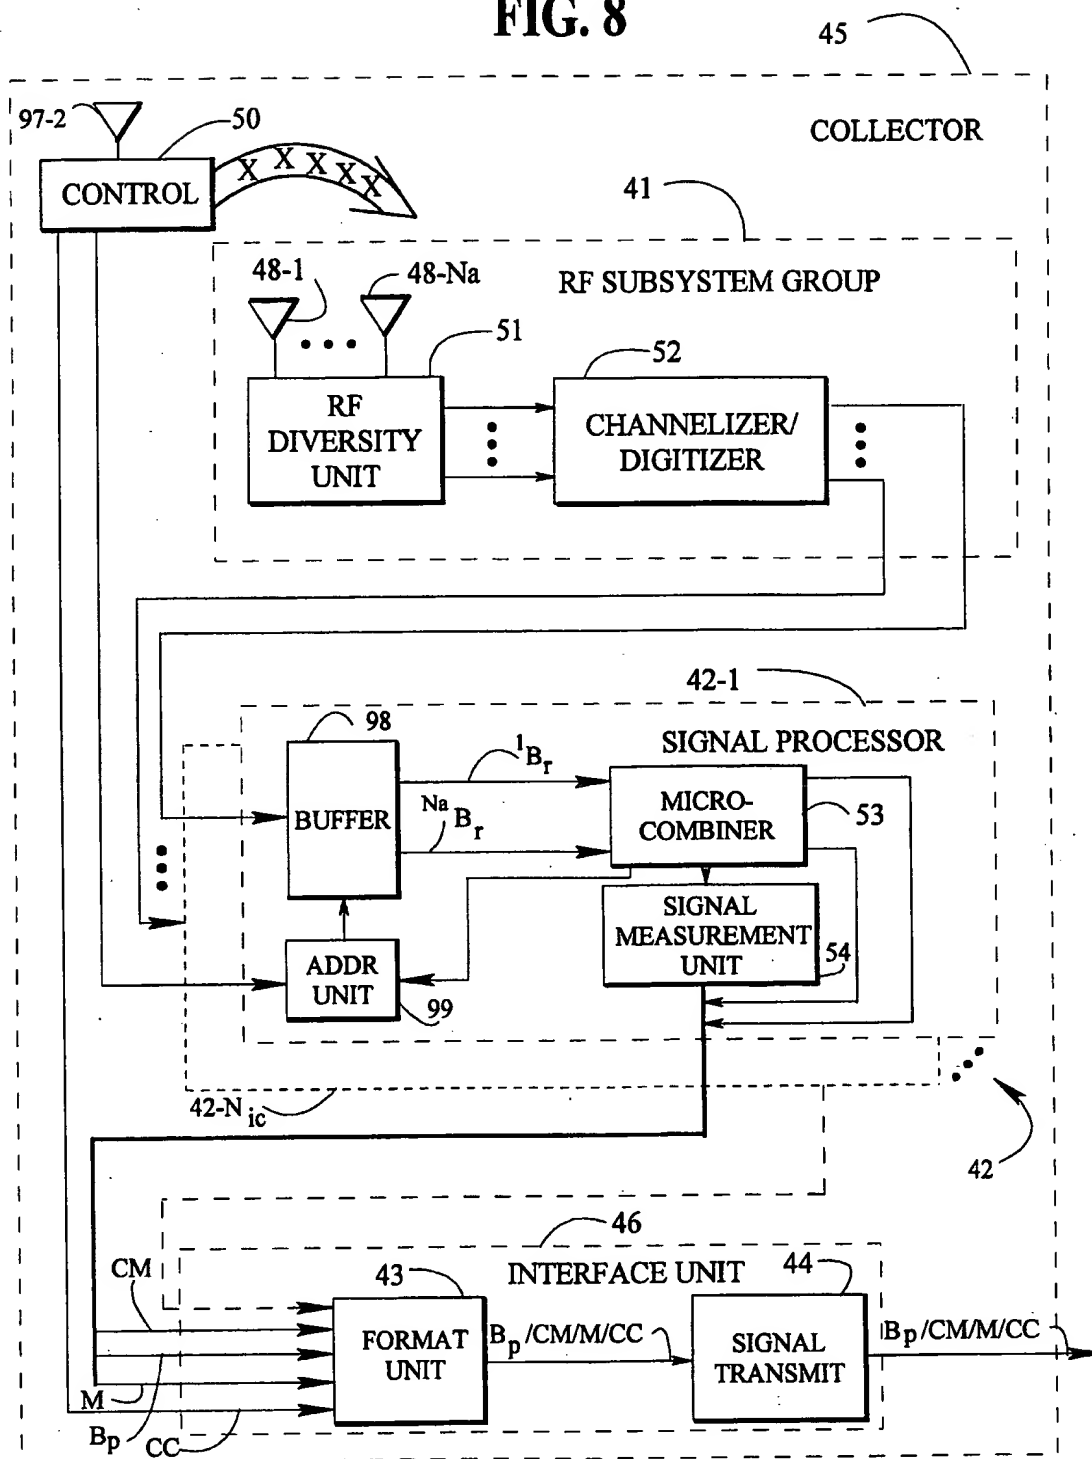 FIG. 8
45
97-2
50
COLLECTOR
CONTROL
X X X X X
41
48-1
48-Na
RF SUBSYSTEM GROUP
51
52
RF
DIVERSITY
UNIT
CHANNELIZER/
DIGITIZER
42-1
98
SIGNAL PROCESSOR
1Br
BUFFER
MICRO-
COMBINER
53
NaBr
SIGNAL
MEASUREMENT
UNIT
54
ADDR
UNIT
99
42-Nic
42
46
CM
43
INTERFACE UNIT
44
FORMAT
UNIT
Bp/CM/M/CC
SIGNAL
TRANSMIT
Bp/CM/M/CC
M
Bp
CC